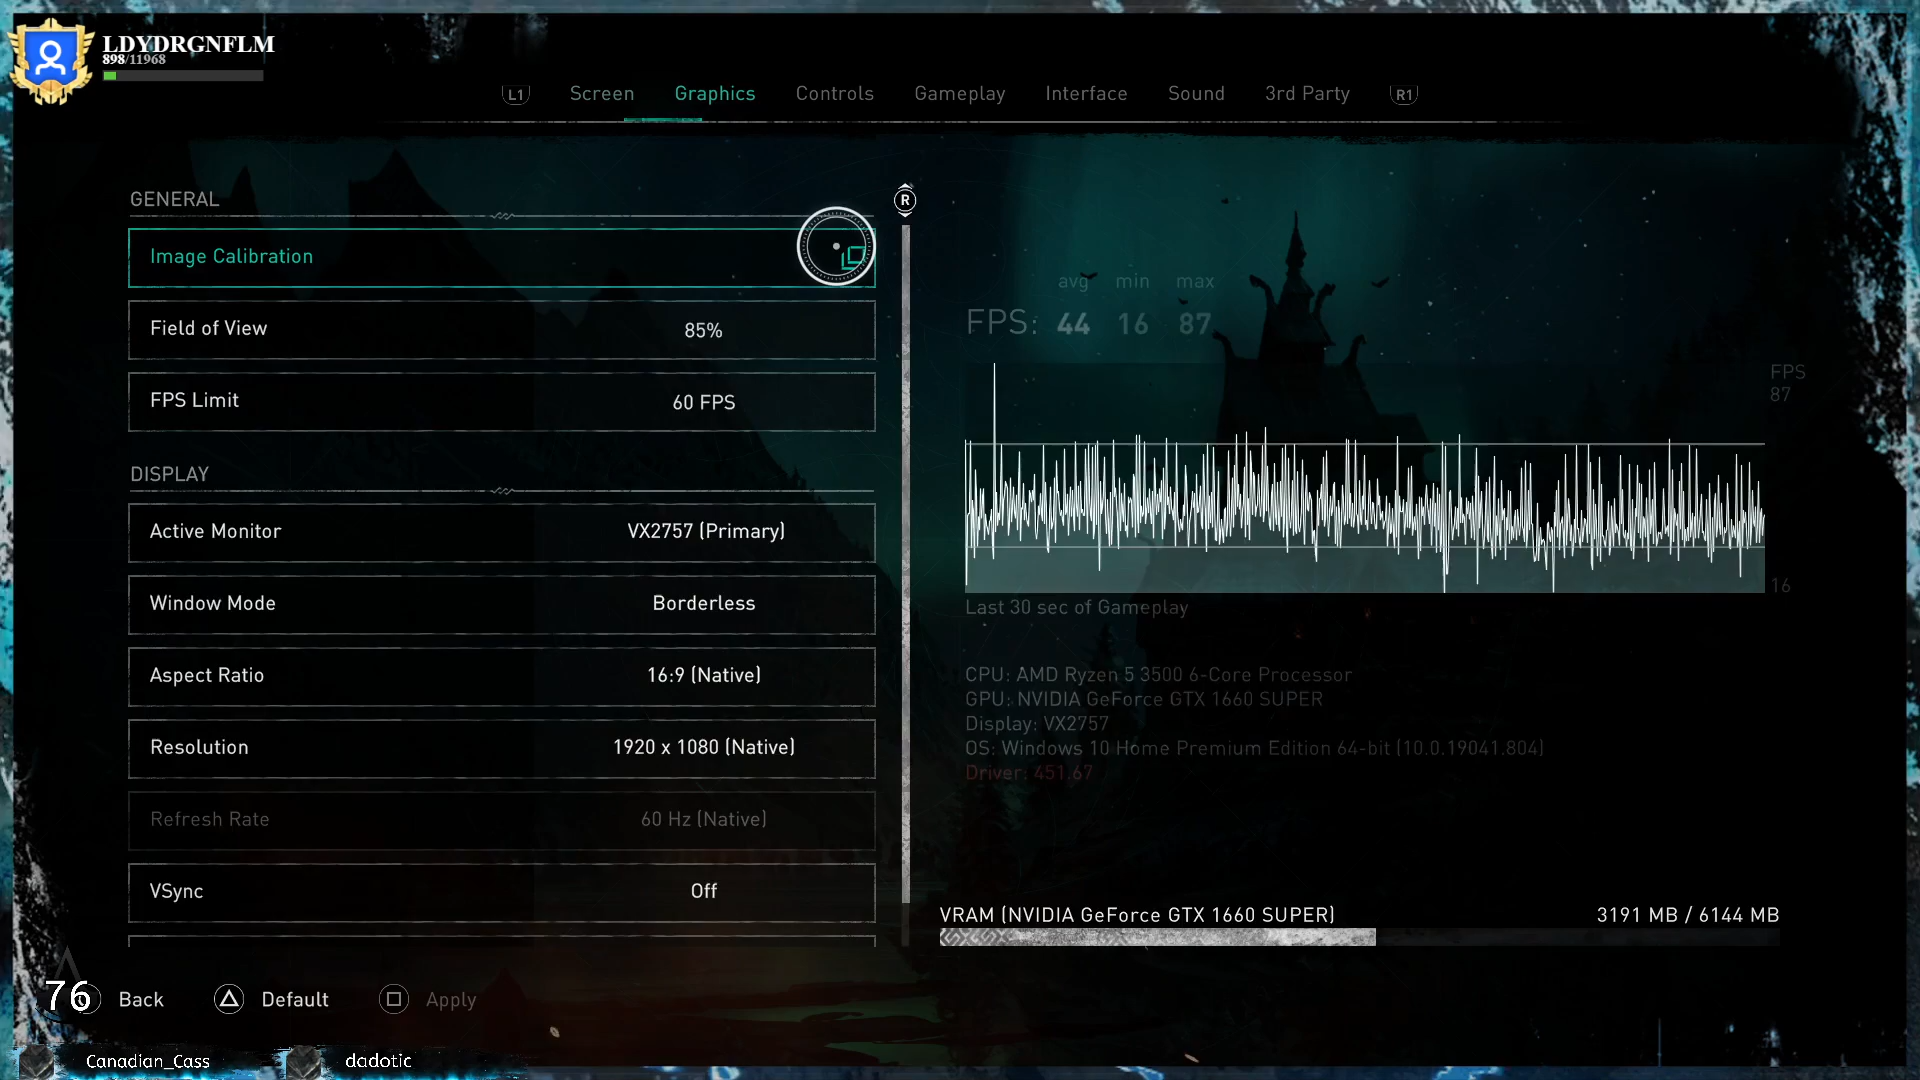 LDYDRGNFLM
898/11968
L1 Screen Graphics Controls Gameplay Interface Sound 3rd Party R1
GENERAL
R
Image Calibration
Field of View 85%
FPS Limit 60 FPS
DISPLAY
Active Monitor VX2757 (Primary)
Window Mode Borderless
Aspect Ratio 16:9 (Native)
Resolution 1920 x 1080 (Native)
Refresh Rate 60 Hz (Native)
VSync Off
avg min max
FPS: 44 16 87
FPS
87
16
Last 30 sec of Gameplay
CPU: AMD Ryzen 5 3500 6-Core Processor
GPU: NVIDIA GeForce GTX 1660 SUPER
Display: VX2757
OS: Windows 10 Home Premium Edition 64-bit (10.0.19041.804)
Driver: 451.67
VRAM (NVIDIA GeForce GTX 1660 SUPER) 3191 MB / 6144 MB
76 Back Default Apply
Canadian_Cass dadotic